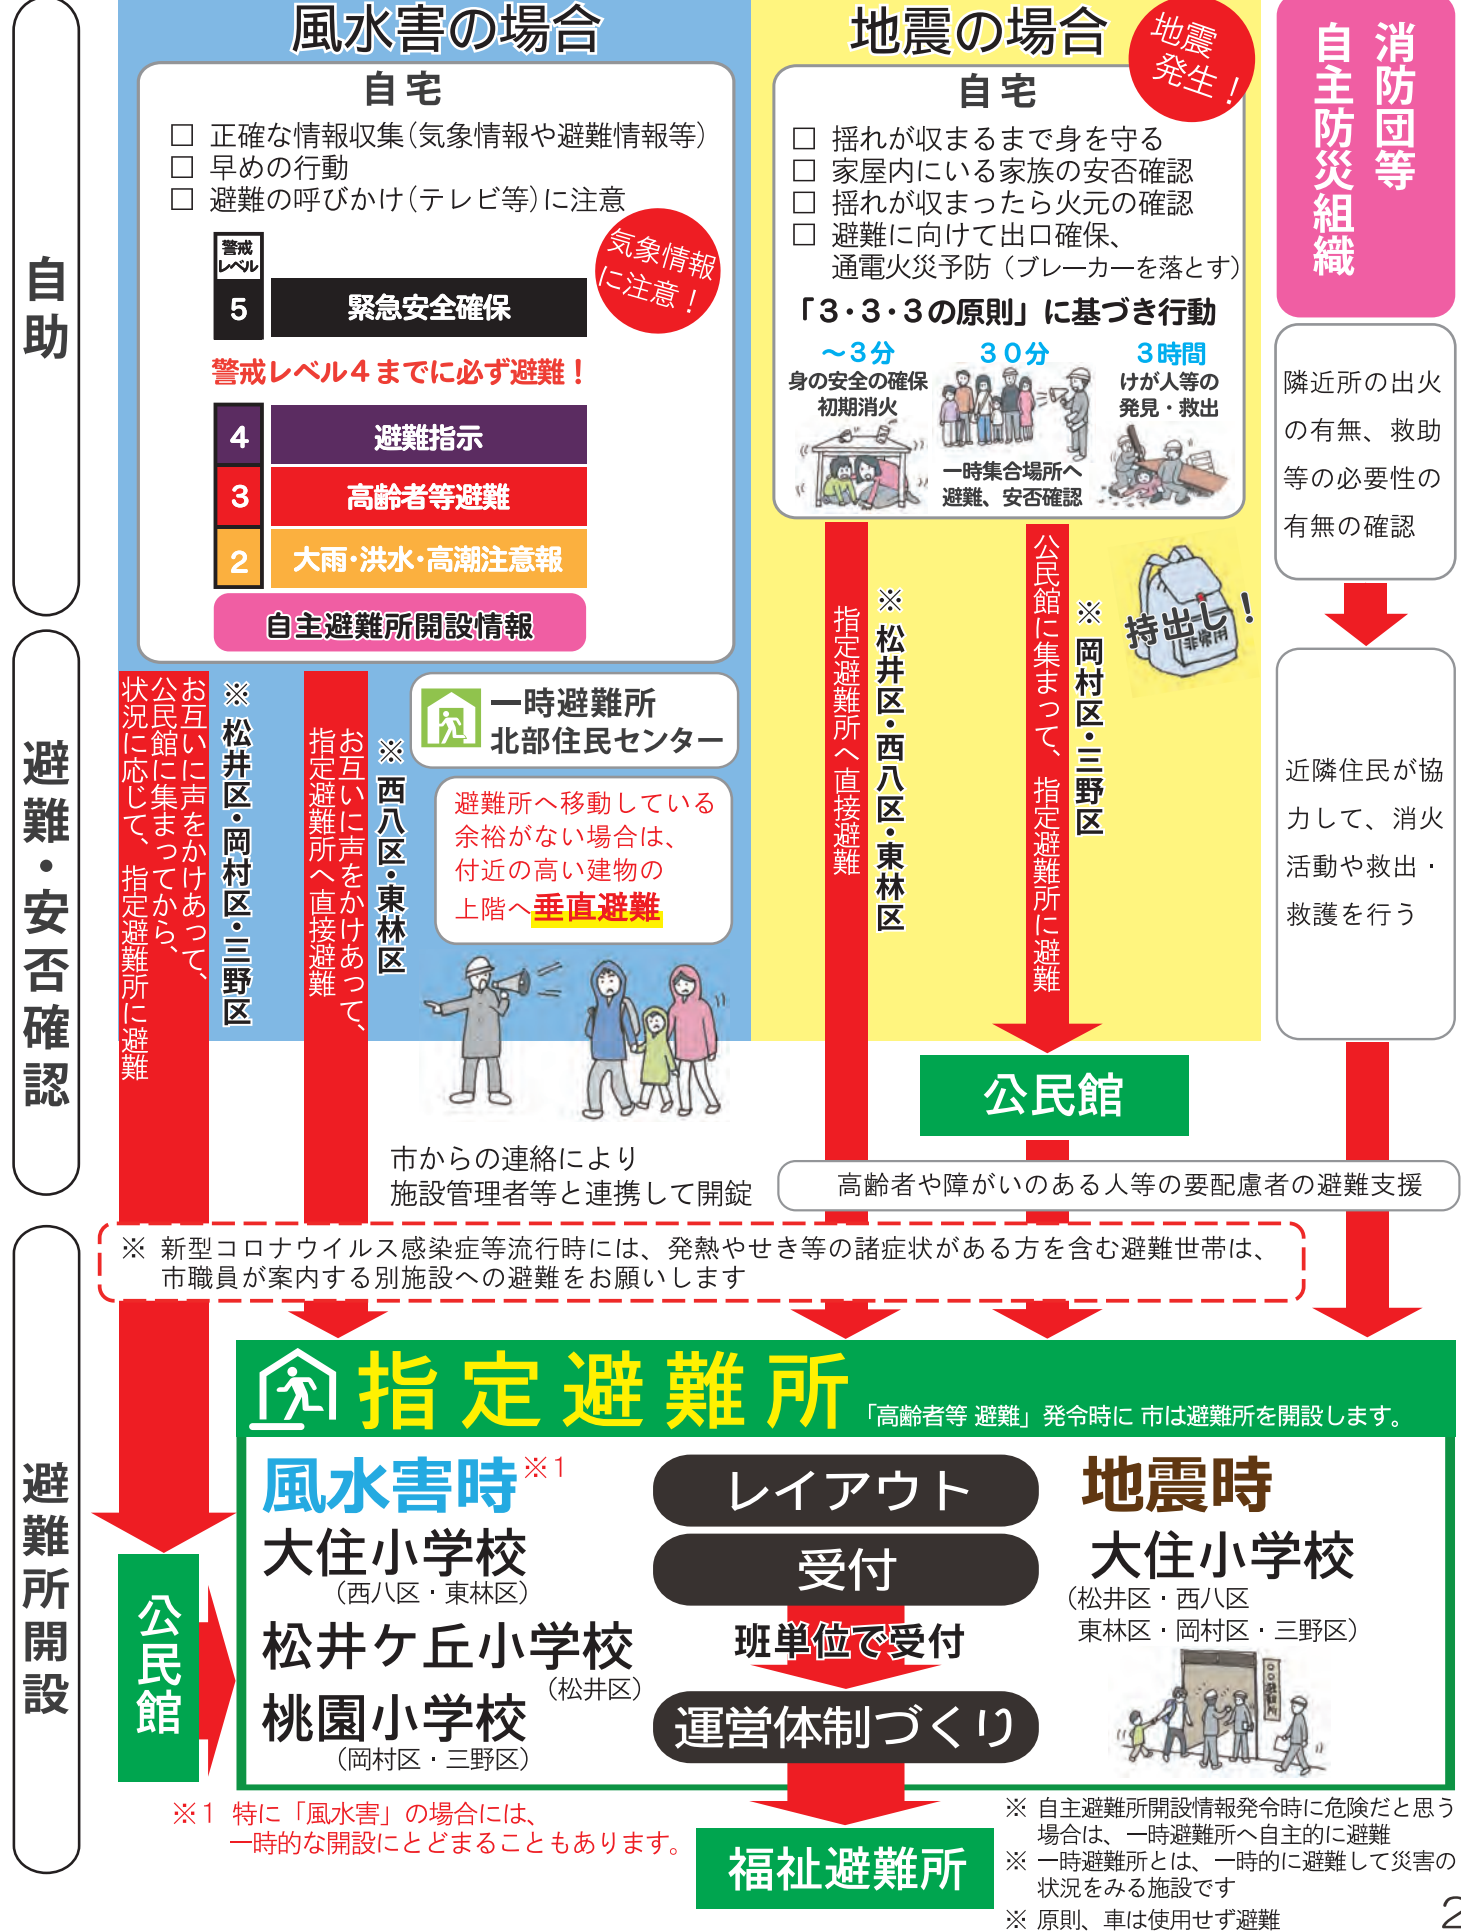 自助
避難・安否確認
避難所開設
風水害の場合
自宅
□ 正確な情報収集(気象情報や避難情報等)
□ 早めの行動
□ 避難の呼びかけ(テレビ等)に注意
気象情報
に注意！
警戒
レベル
5 緊急安全確保
警戒レベル4までに必ず避難！
4 避難指示
3 高齢者等避難
2 大雨・洪水・高潮注意報
自主避難所開設情報
お互いに声をかけあって、
公民館に集まってから、
状況に応じて、指定避難所に避難
※ 松井区・岡村区・三野区
お互いに声をかけあって、
指定避難所へ直接避難
※ 西八区・東林区
一時避難所
北部住民センター
避難所へ移動している
余裕がない場合は、
付近の高い建物の
上階へ垂直避難
市からの連絡により
施設管理者等と連携して開錠
地震の場合
地震
発生！
自宅
□ 揺れが収まるまで身を守る
□ 家屋内にいる家族の安否確認
□ 揺れが収まったら火元の確認
□ 避難に向けて出口確保、
通電火災予防（ブレーカーを落とす）
「3・3・3の原則」に基づき行動
〜3分
身の安全の確保
初期消火
30分
一時集合場所へ
避難、安否確認
3時間
けが人等の
発見・救出
指定避難所へ直接避難
※ 松井区・西八区・東林区
公民館に集まって、指定避難所に避難
※ 岡村区・三野区
持出し！
非常用
公民館
消防団等
自主防災組織
隣近所の出火
の有無、救助
等の必要性の
有無の確認
近隣住民が協
力して、消火
活動や救出・
救護を行う
高齢者や障がいのある人等の要配慮者の避難支援
※ 新型コロナウイルス感染症等流行時には、発熱やせき等の諸症状がある方を含む避難世帯は、
市職員が案内する別施設への避難をお願いします
指定避難所
「高齢者等 避難」発令時に 市は避難所を開設します。
公民館
風水害時※1
大住小学校
（西八区・東林区）
松井ケ丘小学校
（松井区）
桃園小学校
（岡村区・三野区）
レイアウト
受付
班単位で受付
運営体制づくり
福祉避難所
地震時
大住小学校
（松井区・西八区
東林区・岡村区・三野区）
※1 特に「風水害」の場合には、
一時的な開設にとどまることもあります。
※ 自主避難所開設情報発令時に危険だと思う
場合は、一時避難所へ自主的に避難
※ 一時避難所とは、一時的に避難して災害の
状況をみる施設です
※ 原則、車は使用せず避難
2